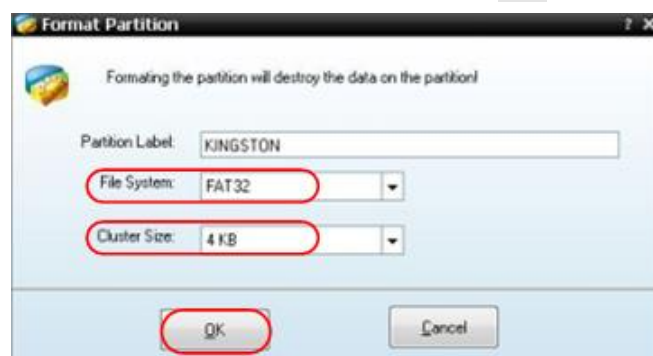 Format Partition
Formating the partition will destroy the data on the partition!
Partition Label: KINGSTON
File System: FAT32
Cluster Size: 4 KB
OK Cancel